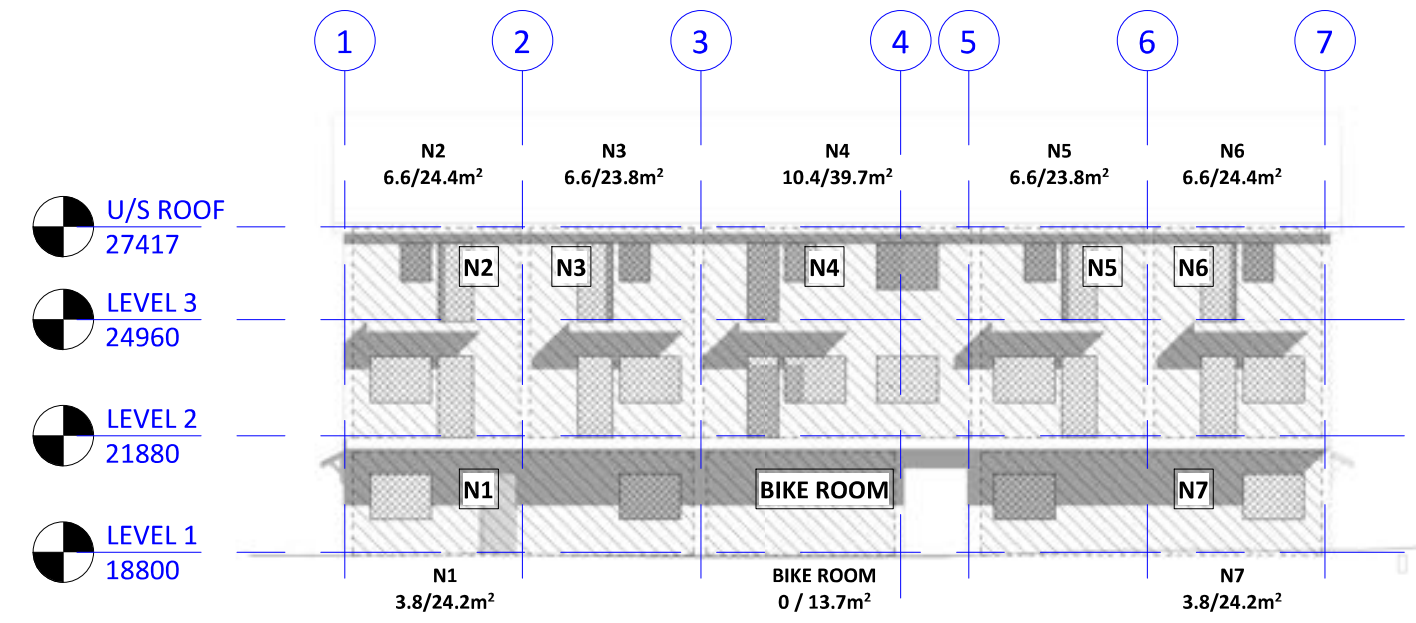 1 2 3 4 5 6 7
N2 N3 N4 N5 N6
6.6/24.4m² 6.6/23.8m² 10.4/39.7m² 6.6/23.8m² 6.6/24.4m²
U/S ROOF
27417
N2 N3 N4 N5 N6
LEVEL 3
24960
LEVEL 2
21880
N1 BIKE ROOM N7
LEVEL 1
18800
N1 BIKE ROOM N7
3.8/24.2m² 0 / 13.7m² 3.8/24.2m²